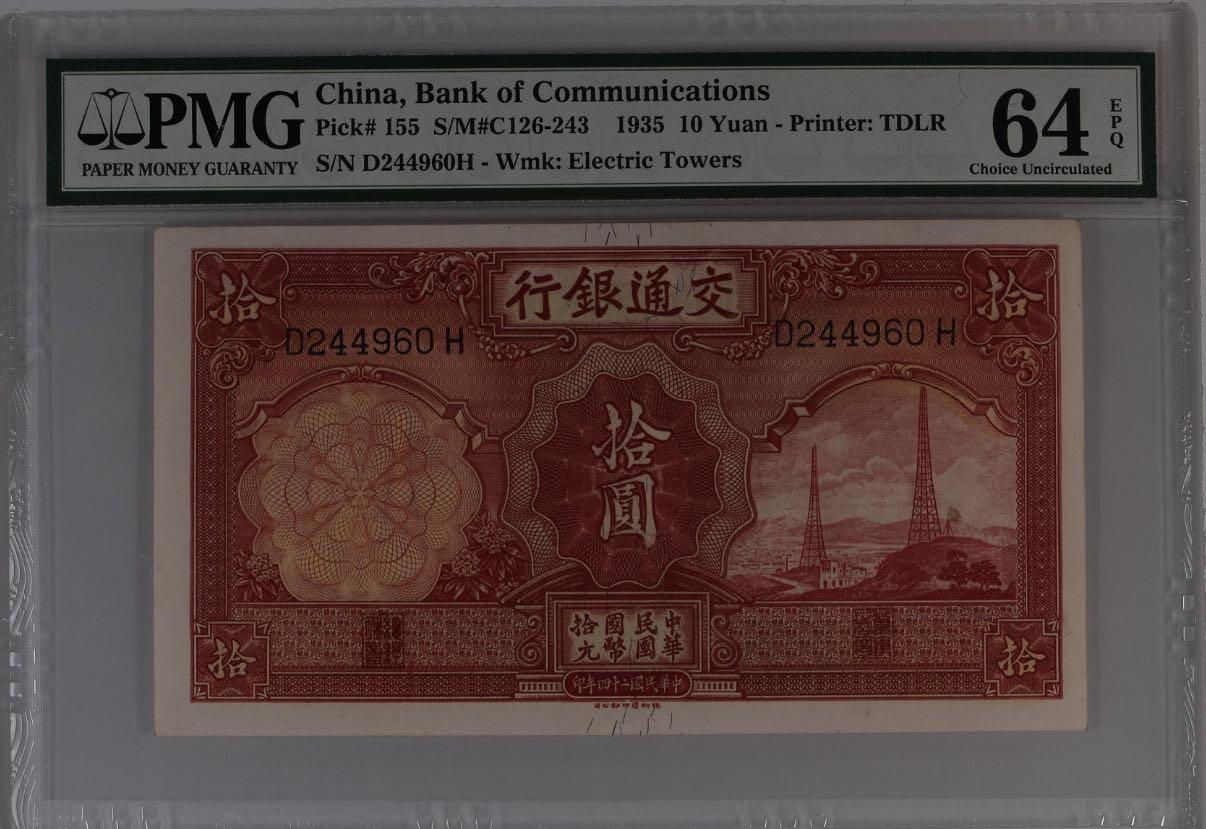 PMG
PAPER MONEY GUARANTY
China, Bank of Communications
Pick# 155 S/M#C126-243 1935 10 Yuan - Printer: TDLR
S/N D244960H - Wmk: Electric Towers
64
EPQ
Choice Uncirculated
拾
行銀通交
拾
D244960 H
D244960 H
拾圓
中華民國國幣拾元
拾
拾
印年四十二國民華中